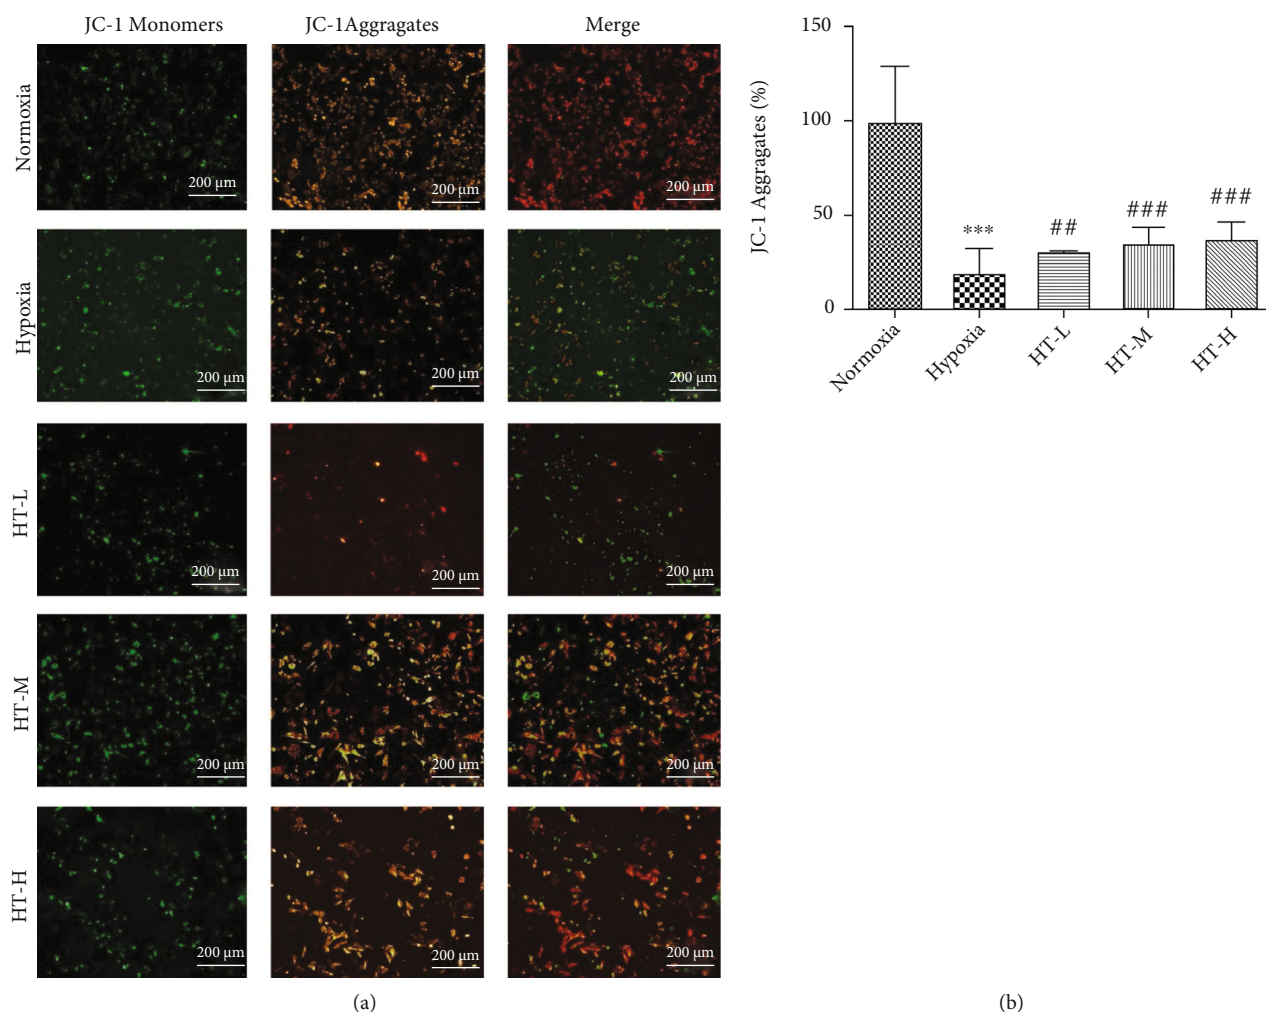 JC-1 Monomers
JC-1Aggragates
Merge
Normoxia
200 μm
200 μm
200 μm
Hypoxia
200 μm
200 μm
200 μm
HT-L
200 μm
200 μm
200 μm
HT-M
200 μm
200 μm
200 μm
HT-H
200 μm
200 μm
200 μm
(a)
JC-1 Aggragates (%)
150
100
50
0
***
##
###
###
Normoxia
Hypoxia
HT-L
HT-M
HT-H
(b)